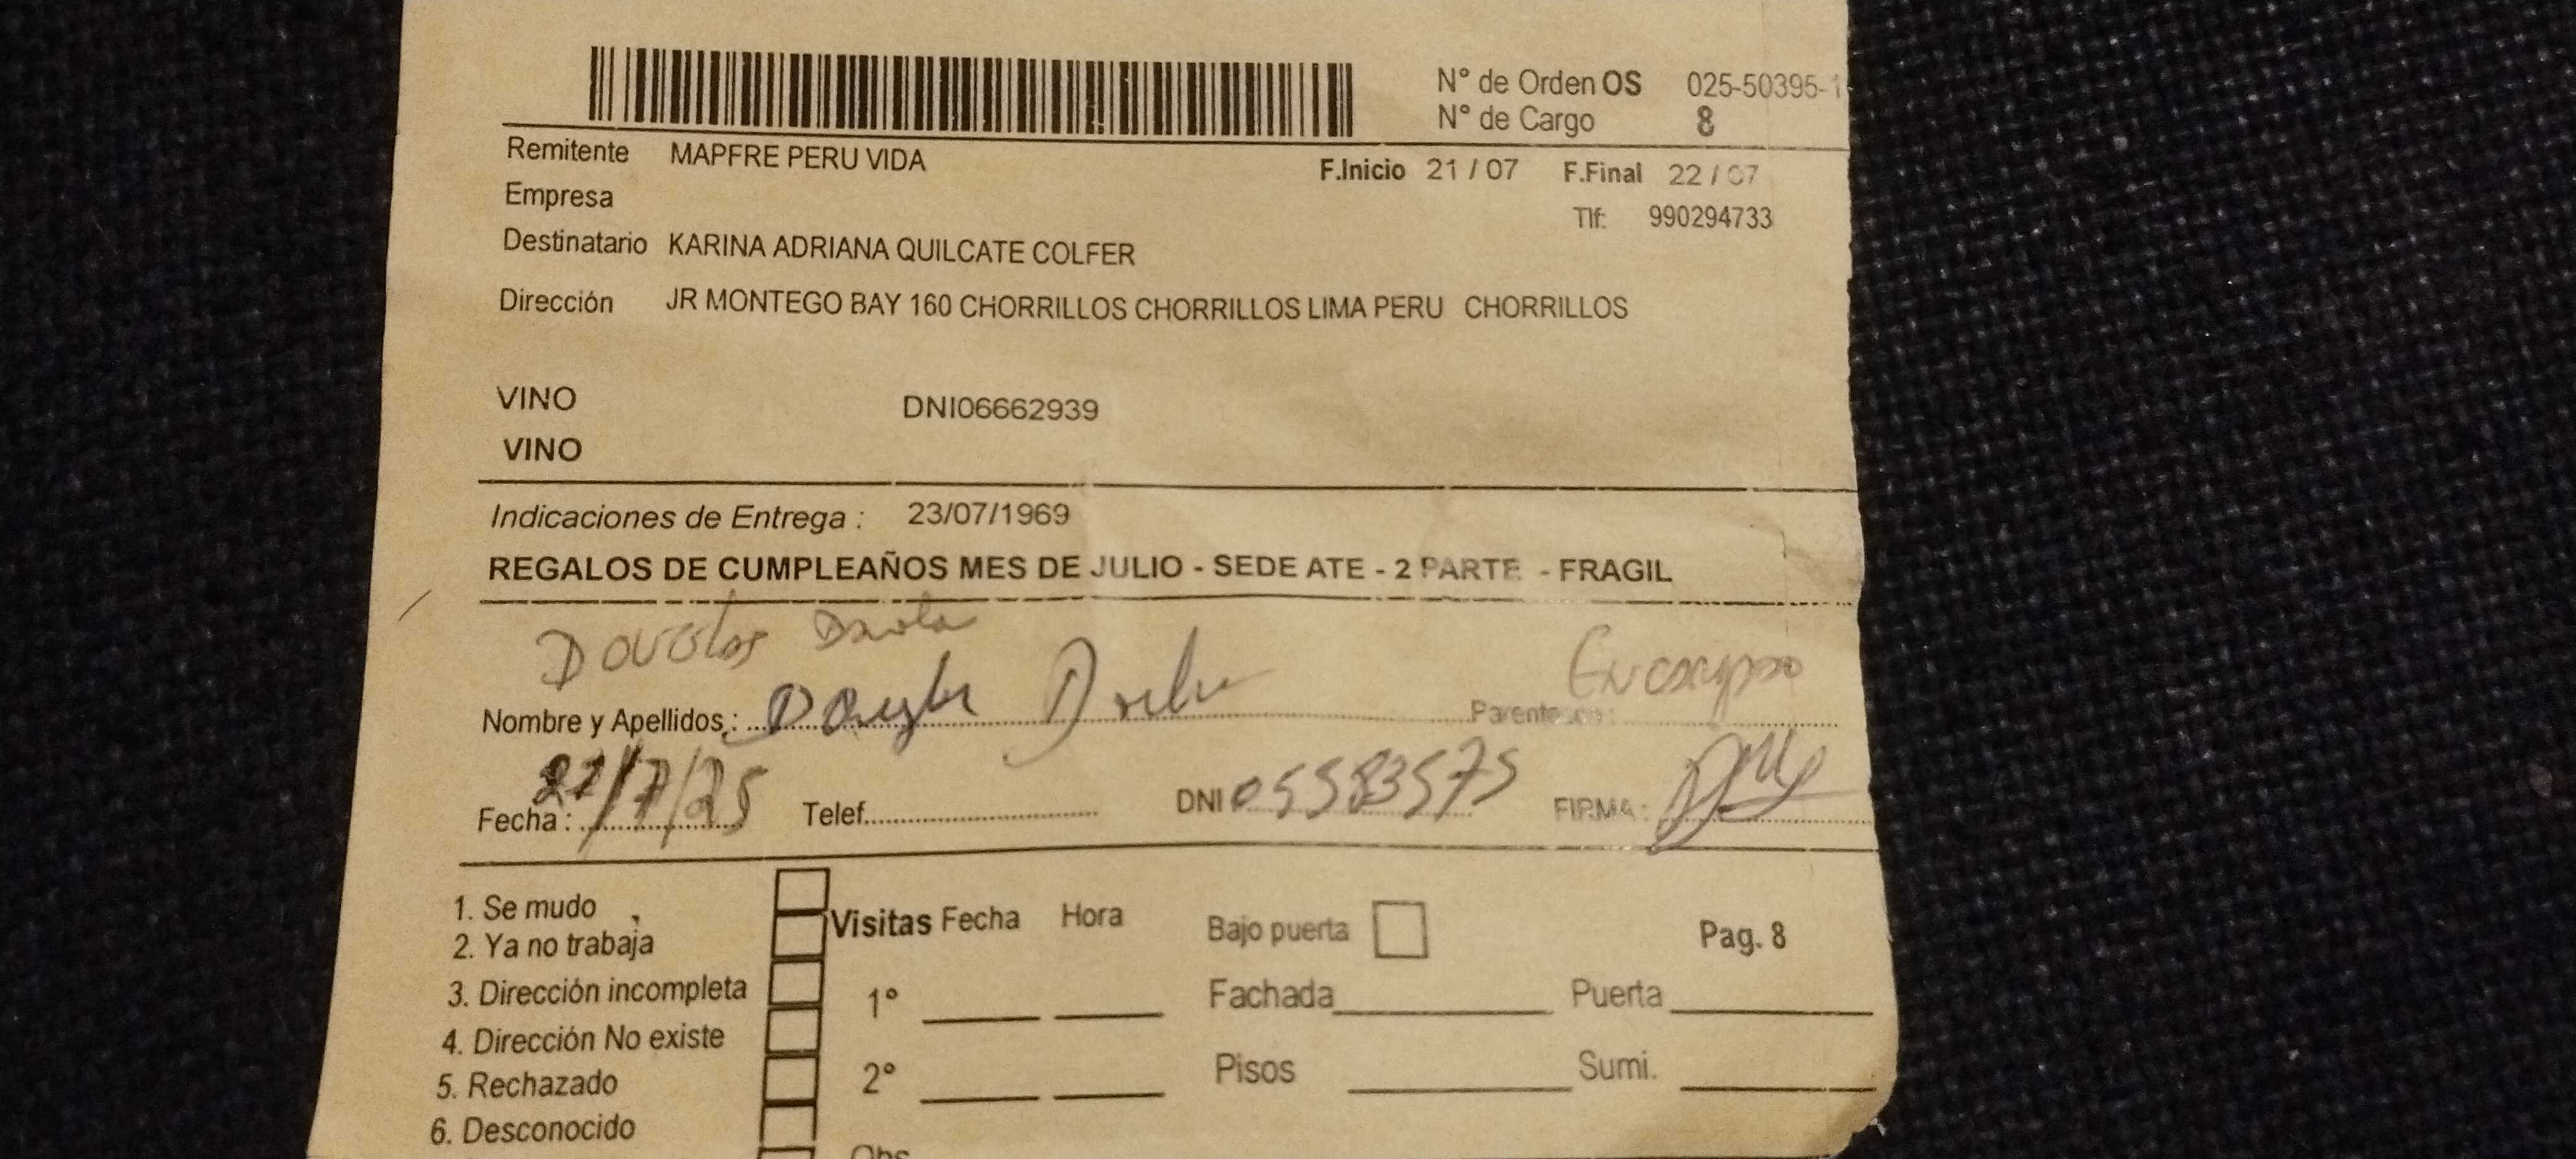 N° de Orden OS 025-50395-1
N° de Cargo 8
Remitente MAPFRE PERU VIDA
F.Inicio 21 / 07 F.Final 22 / 07
Empresa
Tlf: 990294733
Destinatario KARINA ADRIANA QUILCATE COLFER
Dirección JR MONTEGO BAY 160 CHORRILLOS CHORRILLOS LIMA PERU CHORRILLOS
VINO DNI06662939
VINO
Indicaciones de Entrega : 23/07/1969
REGALOS DE CUMPLEAÑOS MES DE JULIO - SEDE ATE - 2 PARTE - FRAGIL
Nombre y Apellidos :
Fecha : /7/25 Telef. DNI 05583575 FIRMA :
1. Se mudo
2. Ya no trabaja
Visitas Fecha Hora Bajo puerta Pag. 8
3. Dirección incompleta
1° Fachada Puerta
4. Dirección No existe
5. Rechazado
2° Pisos Sumi.
6. Desconocido